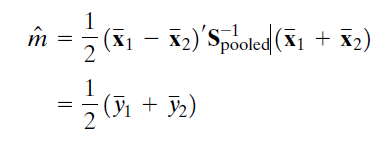 m̂ = 1/2 (x̄₁ − x̄₂)′S⁻¹pooled(x̄₁ + x̄₂)
= 1/2 (ȳ₁ + ȳ₂)